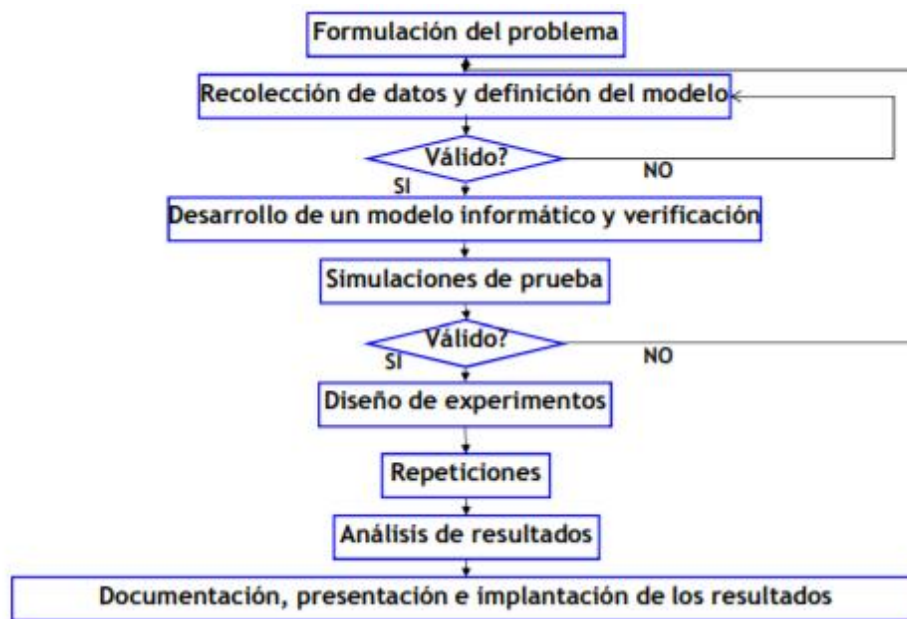 Formulación del problema
Recolección de datos y definición del modelo
Válido?
NO
SI
Desarrollo de un modelo informático y verificación
Simulaciones de prueba
Válido?
NO
SI
Diseño de experimentos
Repeticiones
Análisis de resultados
Documentación, presentación e implantación de los resultados